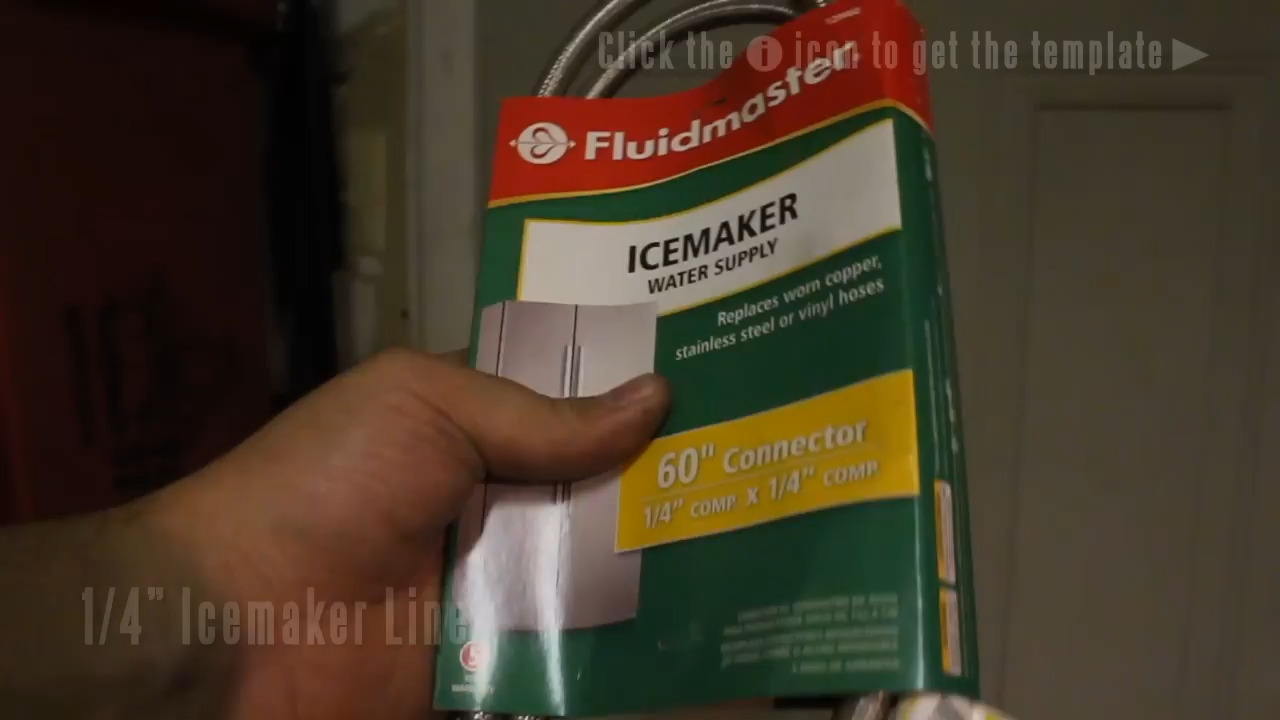 Click the i icon to get the template
Fluidmaster
ICEMAKER
WATER SUPPLY
Replaces worn copper,
stainless steel or vinyl hoses
60" Connector
1/4" COMP x 1/4" COMP
1/4” Icemaker Line
5